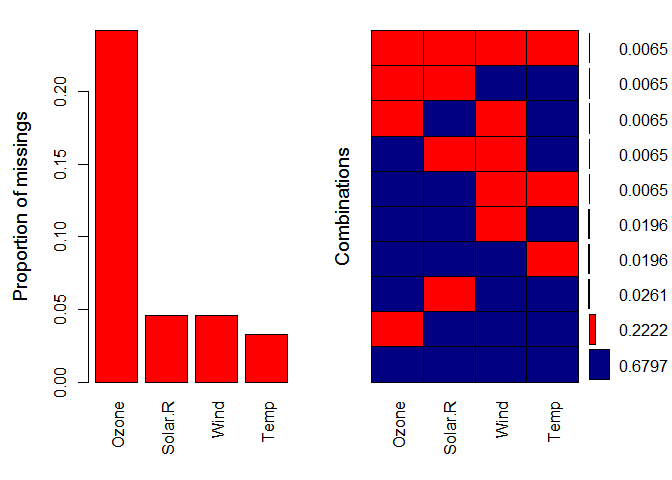 Proportion of missings
0.20
0.15
0.10
0.05
0.00
Ozone
Solar.R
Wind
Temp
Combinations
0.0065
0.0065
0.0065
0.0065
0.0065
0.0196
0.0196
0.0261
0.2222
0.6797
Ozone
Solar.R
Wind
Temp